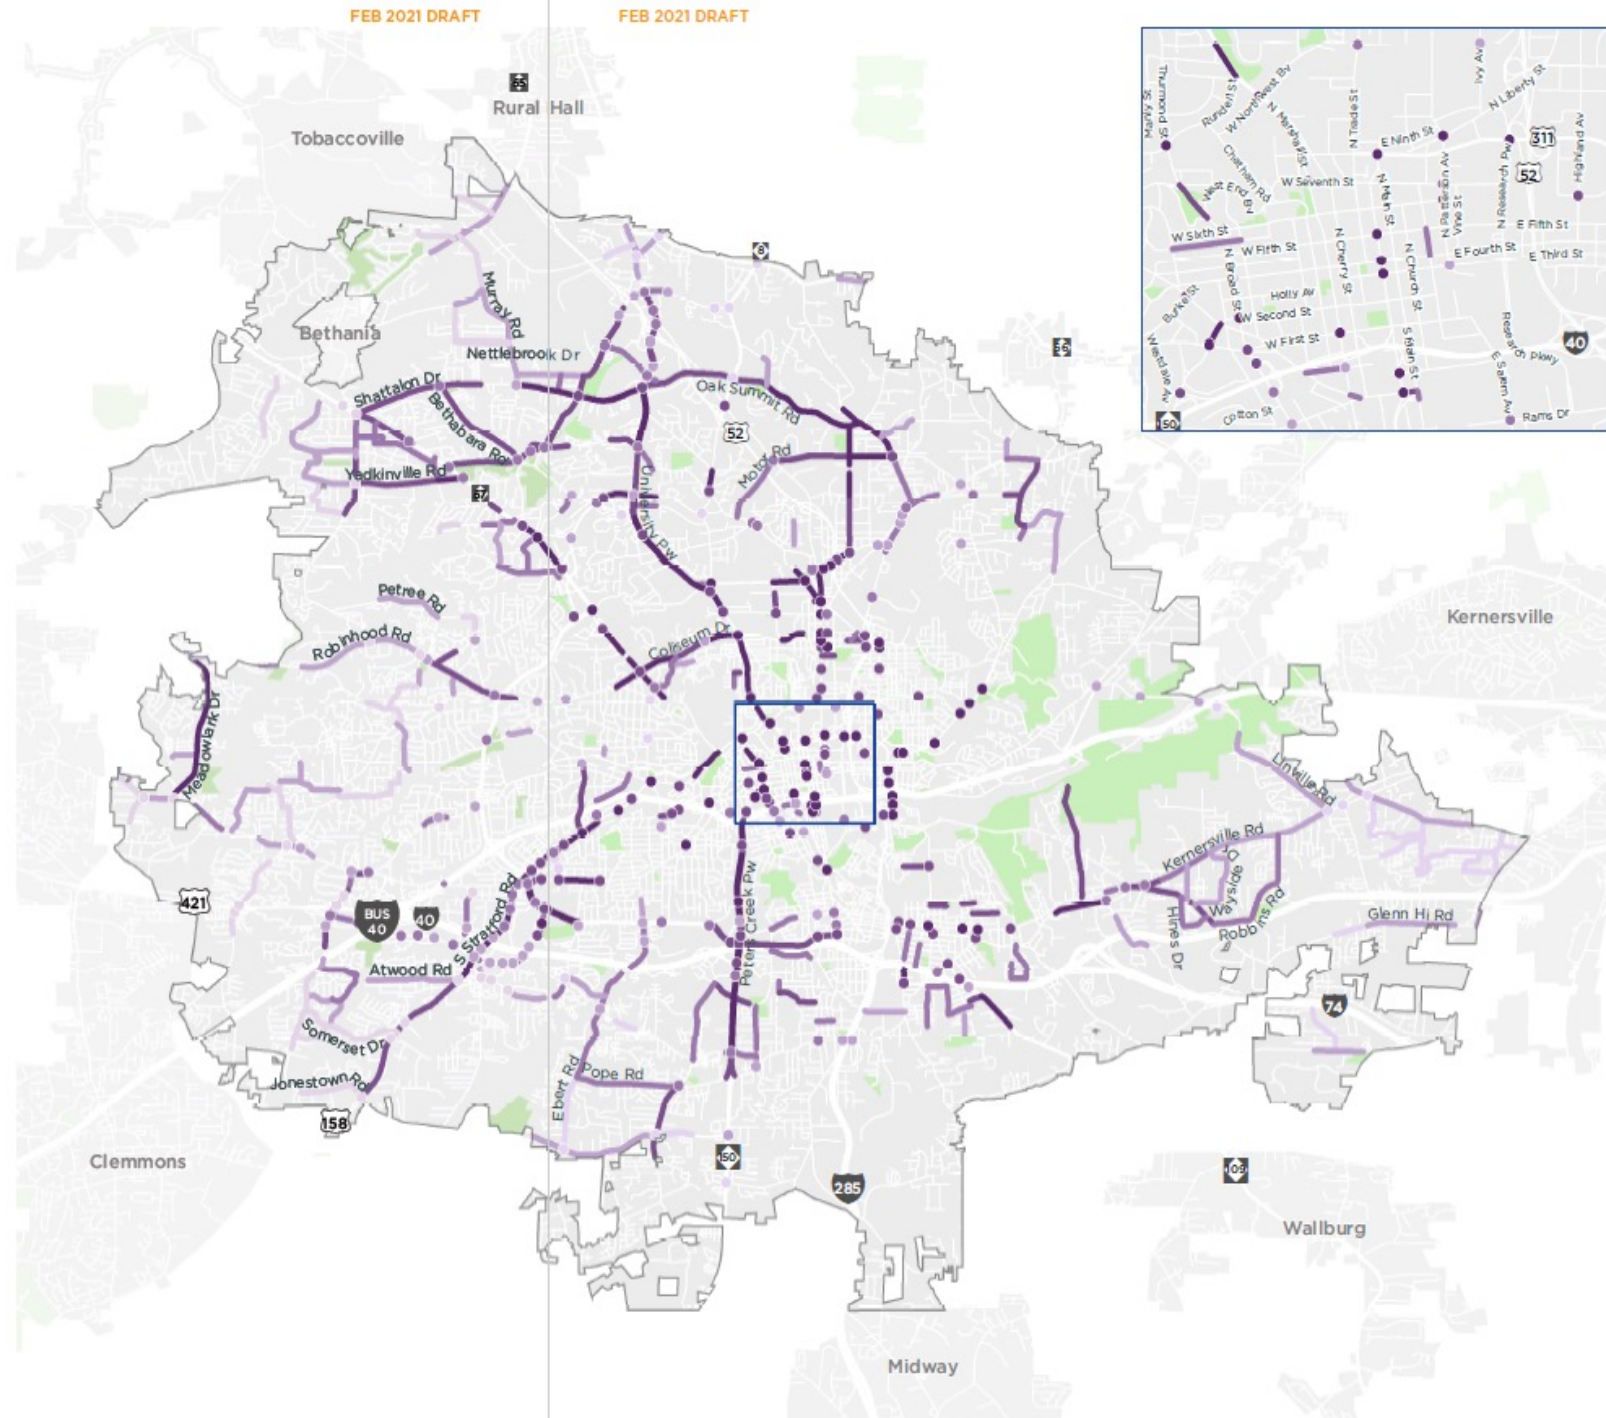 FEB 2021 DRAFT
FEB 2021 DRAFT
65
Rural Hall
Tobaccoville
8
Murray Rd
Bethania
Nettlebrook Dr
66
Shattalon Dr
Oak Summit Rd
Bethabara Rd
52
Motor Rd
Yadkinville Rd
67
University Pw
Petree Rd
Robinhood Rd
Coliseum Dr
Kernersville
Meadowlark Dr
Linville Rd
Kernersville Rd
Wayside Dr
Robbins Rd
Hines Dr
Glenn Hi Rd
Peters Creek Pw
421
BUS
40
40
S Stratford Rd
Atwood Rd
74
Somerset Dr
Jonestown Rd
Ebert Rd
Pope Rd
158
150
285
Clemmons
109
Wallburg
Midway
Manly St
Thurmond St
Rundell St
W Northwest Bv
N Marshall St
N Trade St
Ivy Av
N Liberty St
E Ninth St
311
52
Highland Av
Chatham Rd
West End Bv
W Seventh St
N Main St
N Patterson Av
Vine St
N Research Pw
W Sixth St
W Fifth St
E Fifth St
E Fourth St
E Third St
N Broad St
N Cherry St
N Church St
Burke St
Holly Av
W Second St
W First St
S Main St
Research Pkwy
40
Westdale Av
E Salem Av
150
Cotton St
Rams Dr